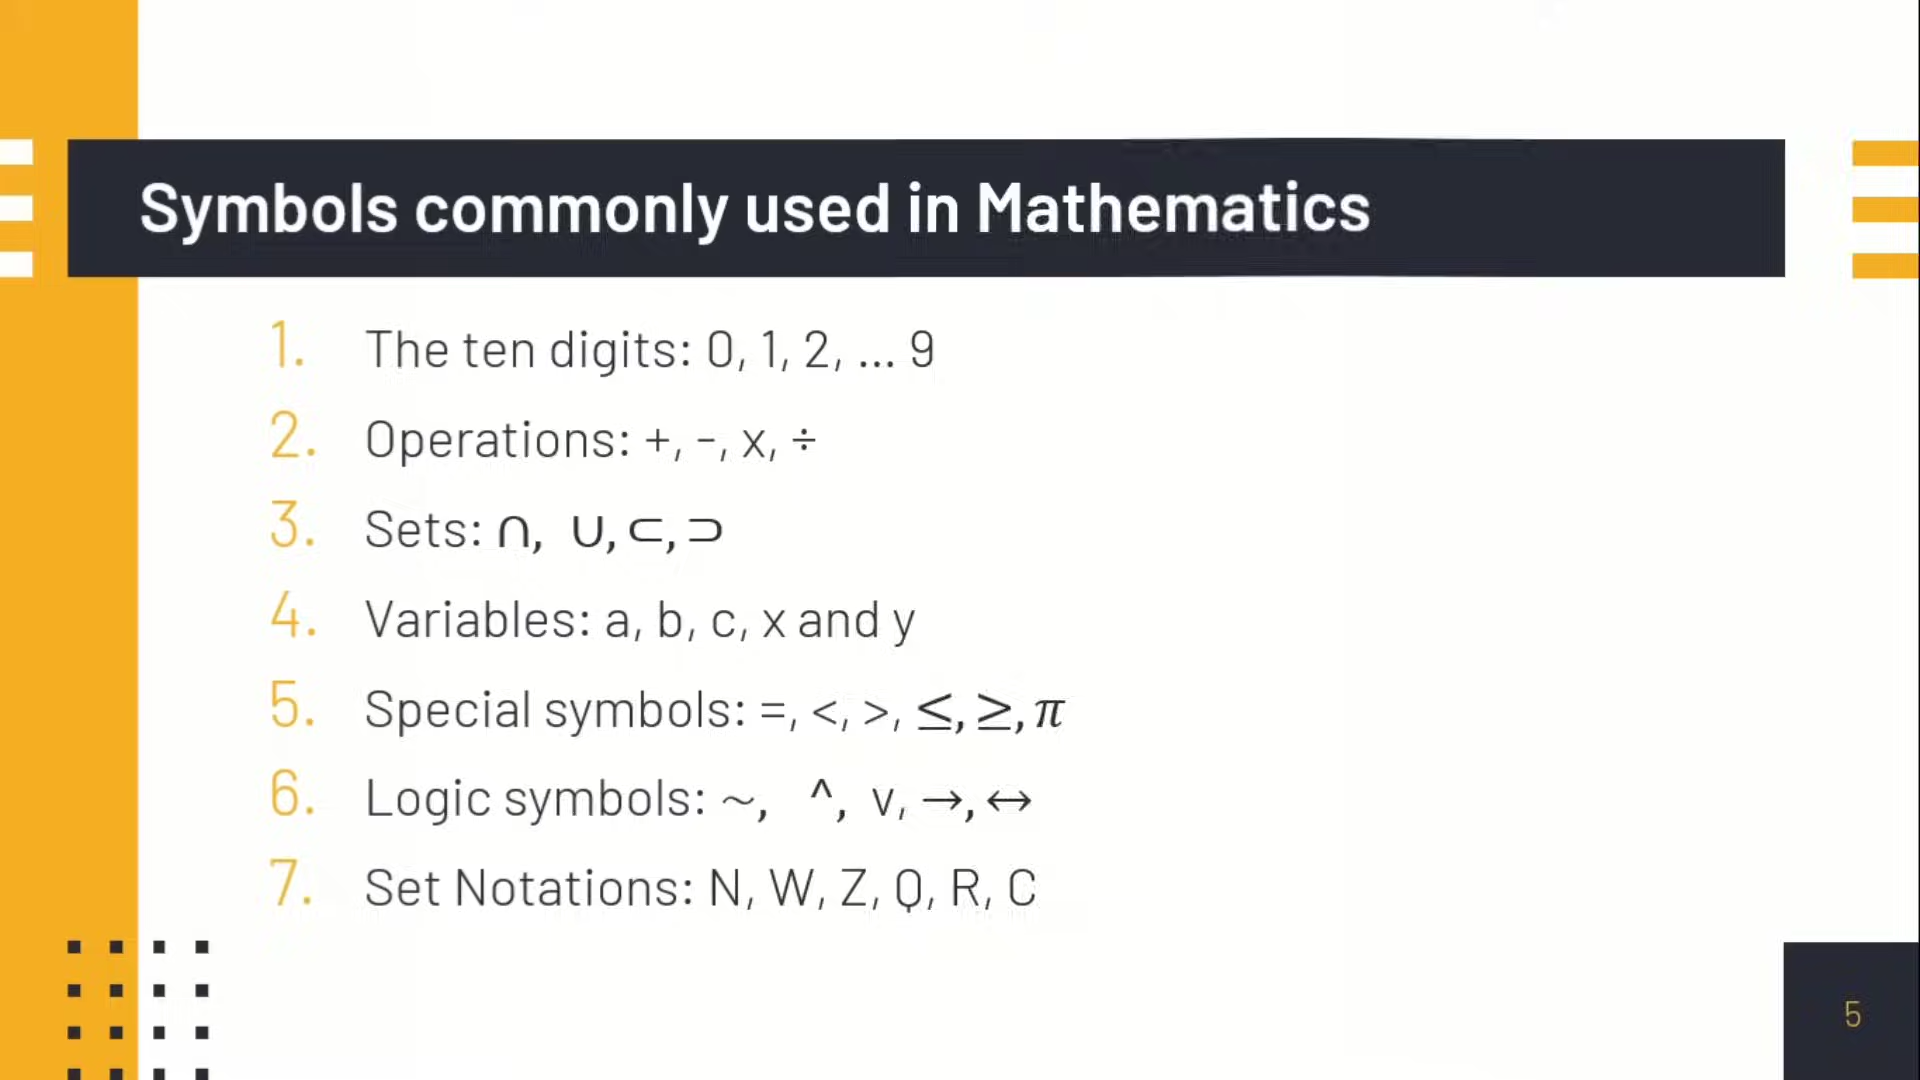 Symbols commonly used in Mathematics
1. The ten digits: 0, 1, 2, ... 9
2. Operations: +, -, x, ÷
3. Sets: ∩, ∪, ⊂, ⊃
4. Variables: a, b, c, x and y
5. Special symbols: =, <, >, ≤, ≥, π
6. Logic symbols: ~, ^, v, →, ↔
7. Set Notations: N, W, Z, Q, R, C
5